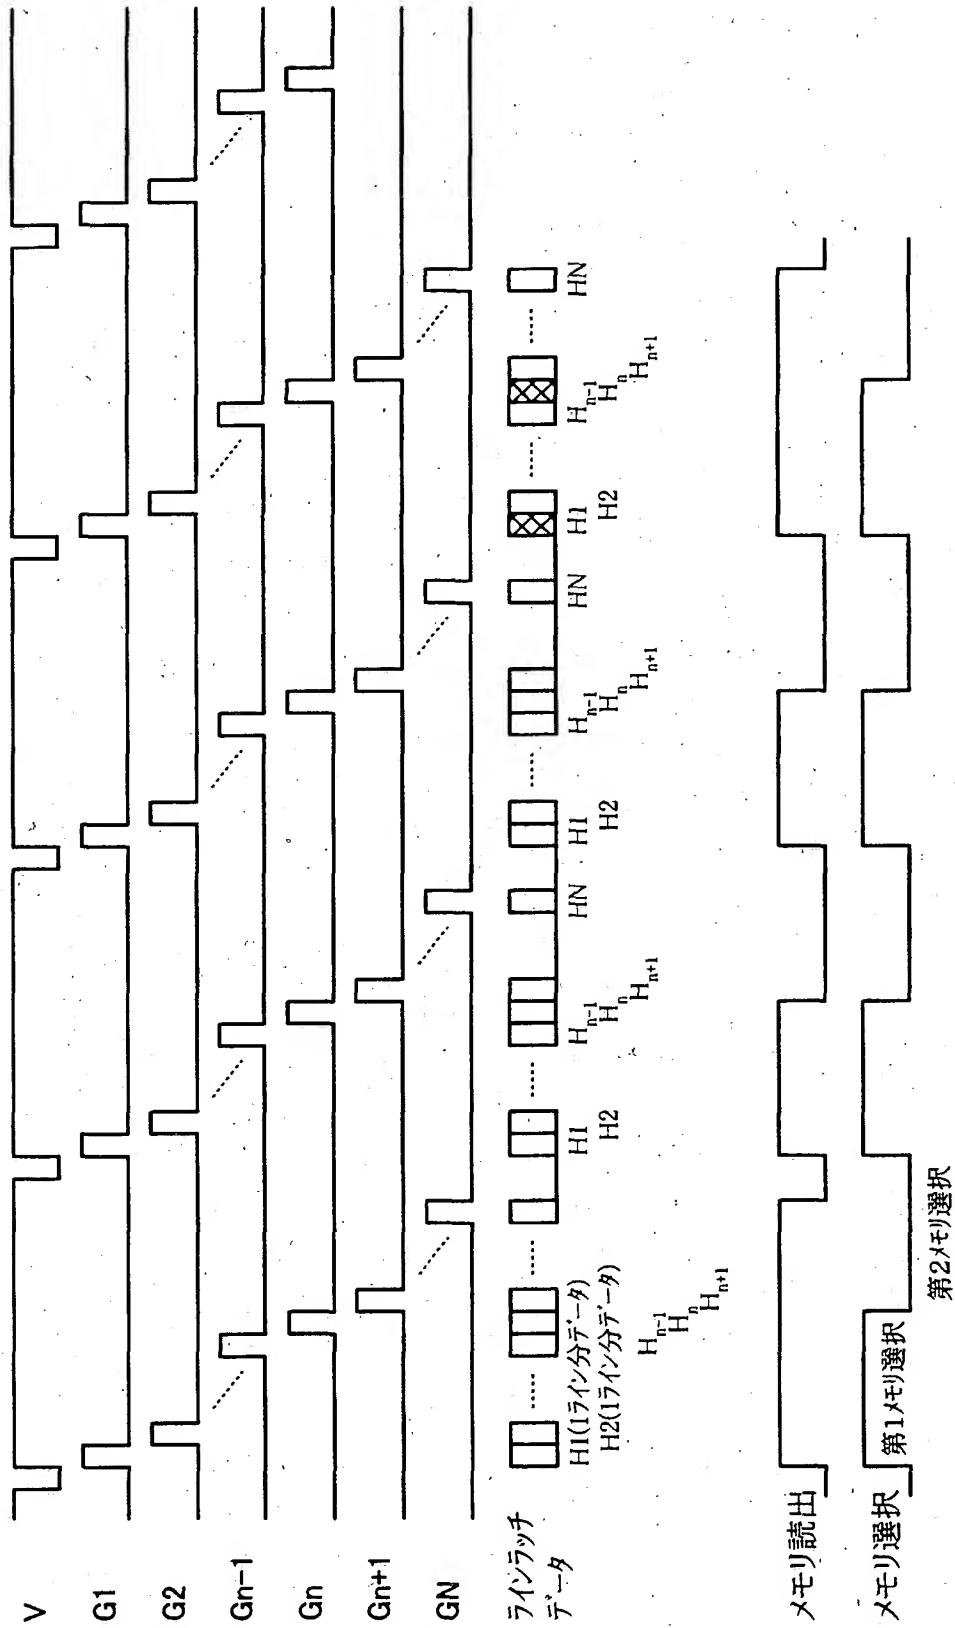 V
G1
G2
Gn-1
Gn
Gn+1
GN
ラインラッチ
データ
H1(1ライン分データ)
H2(1ライン分データ)
Hn-1
Hn
Hn+1
H1
H2
Hn-1
Hn
Hn+1
HN
H1
H2
Hn-1
Hn
Hn+1
HN
H1
H2
Hn-1
Hn
Hn+1
HN
メモリ読出
メモリ選択
第1メモリ選択
第2メモリ選択